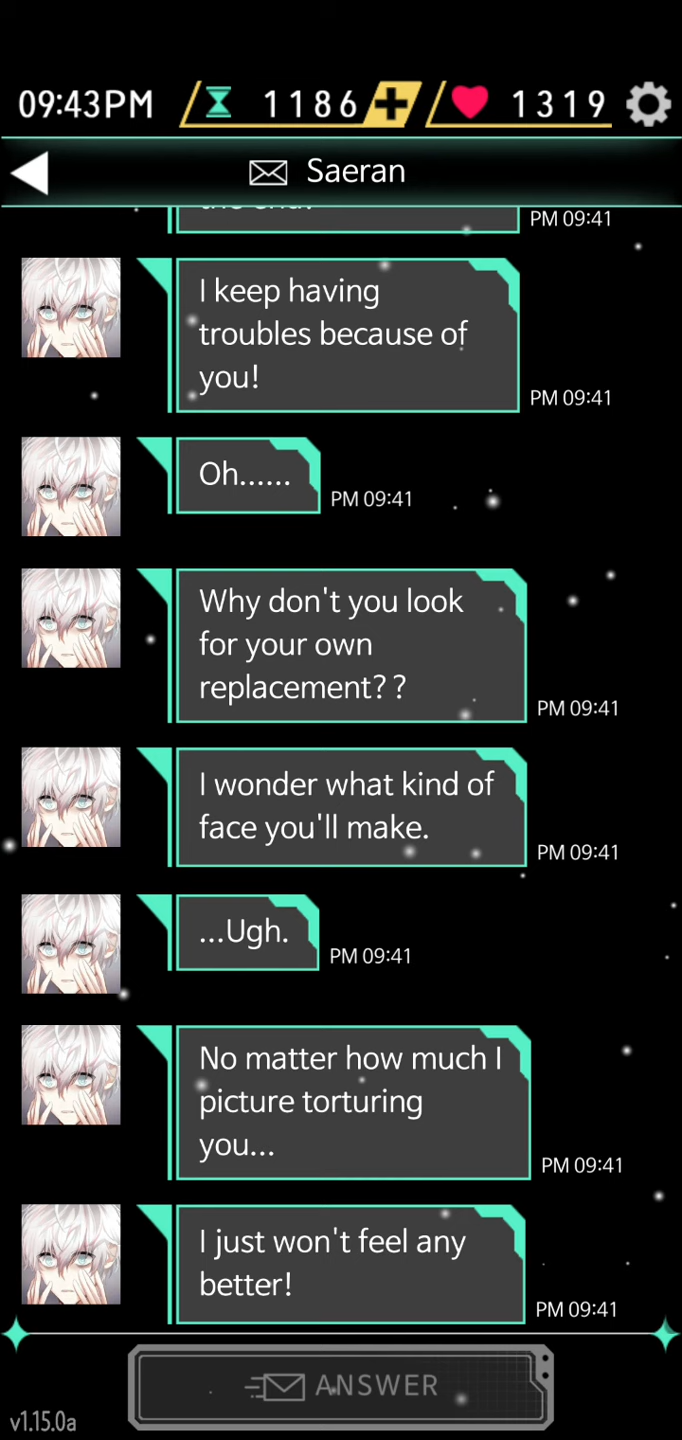 09:43PM 1186 1319
Saeran
PM 09:41
I keep having
troubles because of
you!
PM 09:41
Oh......
PM 09:41
Why don't you look
for your own
replacement??
PM 09:41
I wonder what kind of
face you'll make.
PM 09:41
...Ugh.
PM 09:41
No matter how much I
picture torturing
you...
PM 09:41
I just won't feel any
better!
PM 09:41
ANSWER
v1.15.0a